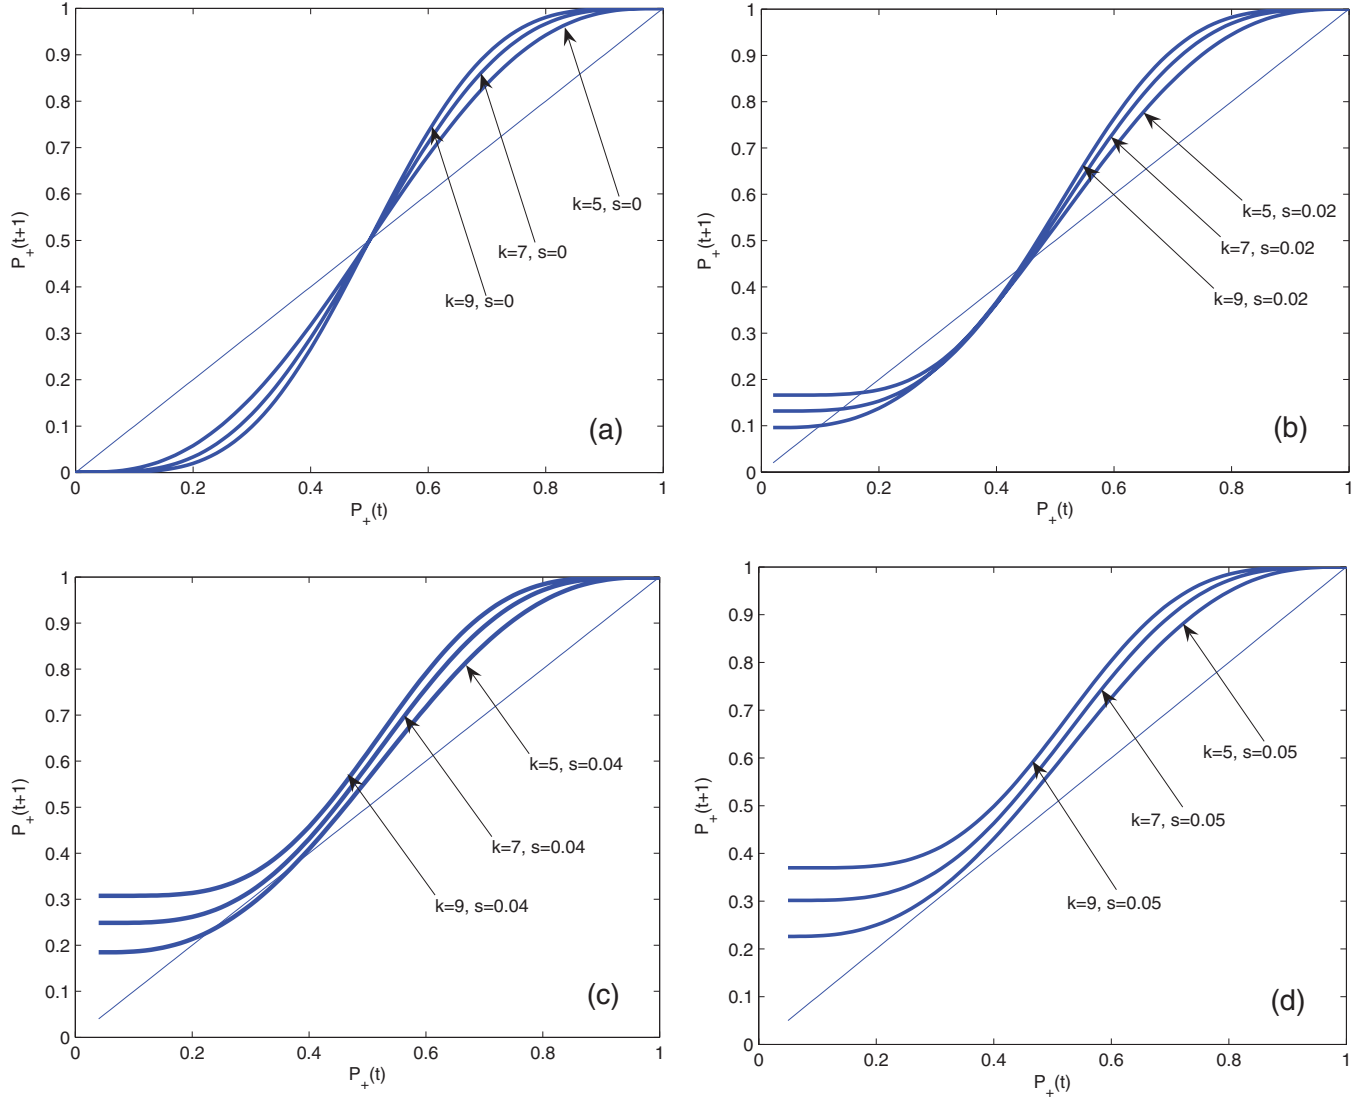 1
0.9
0.8
0.7
0.6
0.5
0.4
0.3
0.2
0.1
0
P_+(t+1)
k=5, s=0
k=7, s=0
k=9, s=0
(a)
0 0.2 0.4 0.6 0.8 1
P_+(t)
1
0.9
0.8
0.7
0.6
0.5
0.4
0.3
0.2
0.1
0
P_+(t+1)
k=5, s=0.02
k=7, s=0.02
k=9, s=0.02
(b)
0 0.2 0.4 0.6 0.8 1
P_+(t)
1
0.9
0.8
0.7
0.6
0.5
0.4
0.3
0.2
0.1
0
P_+(t+1)
k=5, s=0.04
k=7, s=0.04
k=9, s=0.04
(c)
0 0.2 0.4 0.6 0.8 1
P_+(t)
1
0.9
0.8
0.7
0.6
0.5
0.4
0.3
0.2
0.1
0
P_+(t+1)
k=5, s=0.05
k=7, s=0.05
k=9, s=0.05
(d)
0 0.2 0.4 0.6 0.8 1
P_+(t)